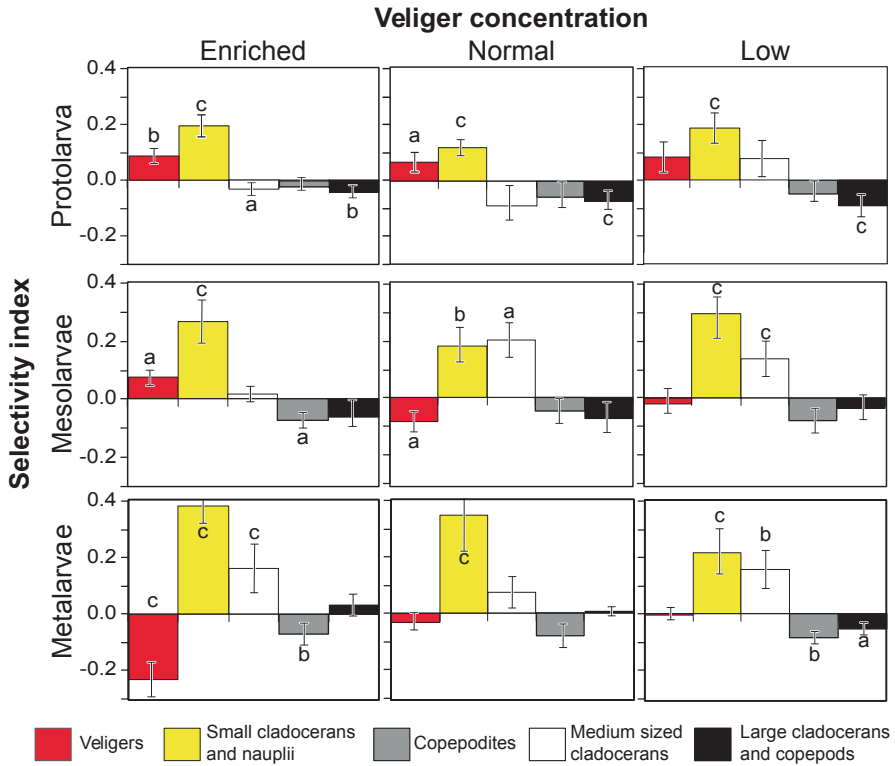 Veliger concentration
Enriched Normal Low
Selectivity index
Protolarva
0.4
0.2
0.0
-0.2
b c a b
a c c
c c
Mesolarvae
0.4
0.2
0.0
-0.2
a c a
a b a
c c
Metalarvae
0.4
0.2
0.0
-0.2
c c c b
c
c b b a
Veligers
Small cladocerans
and nauplii
Copepodites
Medium sized
cladocerans
Large cladocerans
and copepods